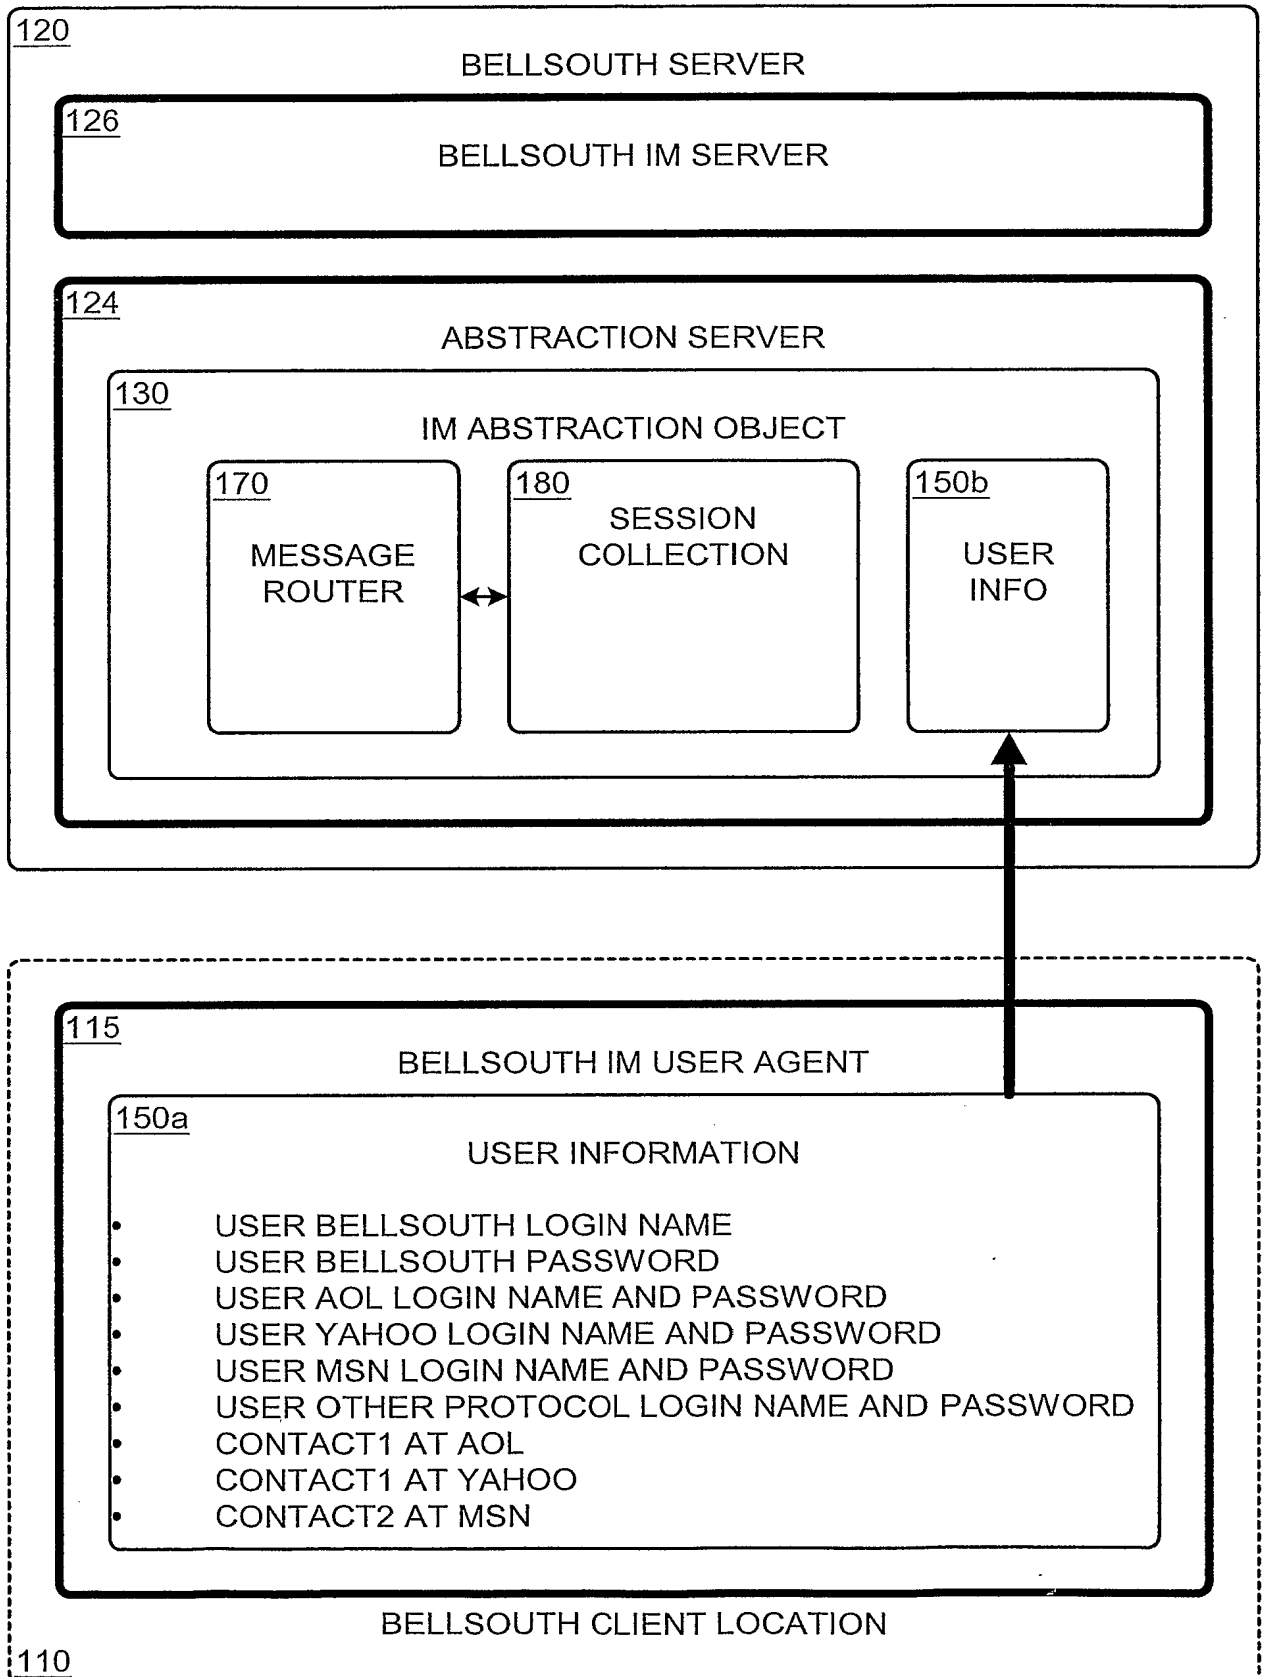 120
BELLSOUTH SERVER
126
BELLSOUTH IM SERVER
124
ABSTRACTION SERVER
130
IM ABSTRACTION OBJECT
170
MESSAGE
ROUTER
180
SESSION
COLLECTION
150b
USER
INFO
115
BELLSOUTH IM USER AGENT
150a
USER INFORMATION
• USER BELLSOUTH LOGIN NAME
• USER BELLSOUTH PASSWORD
• USER AOL LOGIN NAME AND PASSWORD
• USER YAHOO LOGIN NAME AND PASSWORD
• USER MSN LOGIN NAME AND PASSWORD
• USER OTHER PROTOCOL LOGIN NAME AND PASSWORD
• CONTACT1 AT AOL
• CONTACT1 AT YAHOO
• CONTACT2 AT MSN
BELLSOUTH CLIENT LOCATION
110